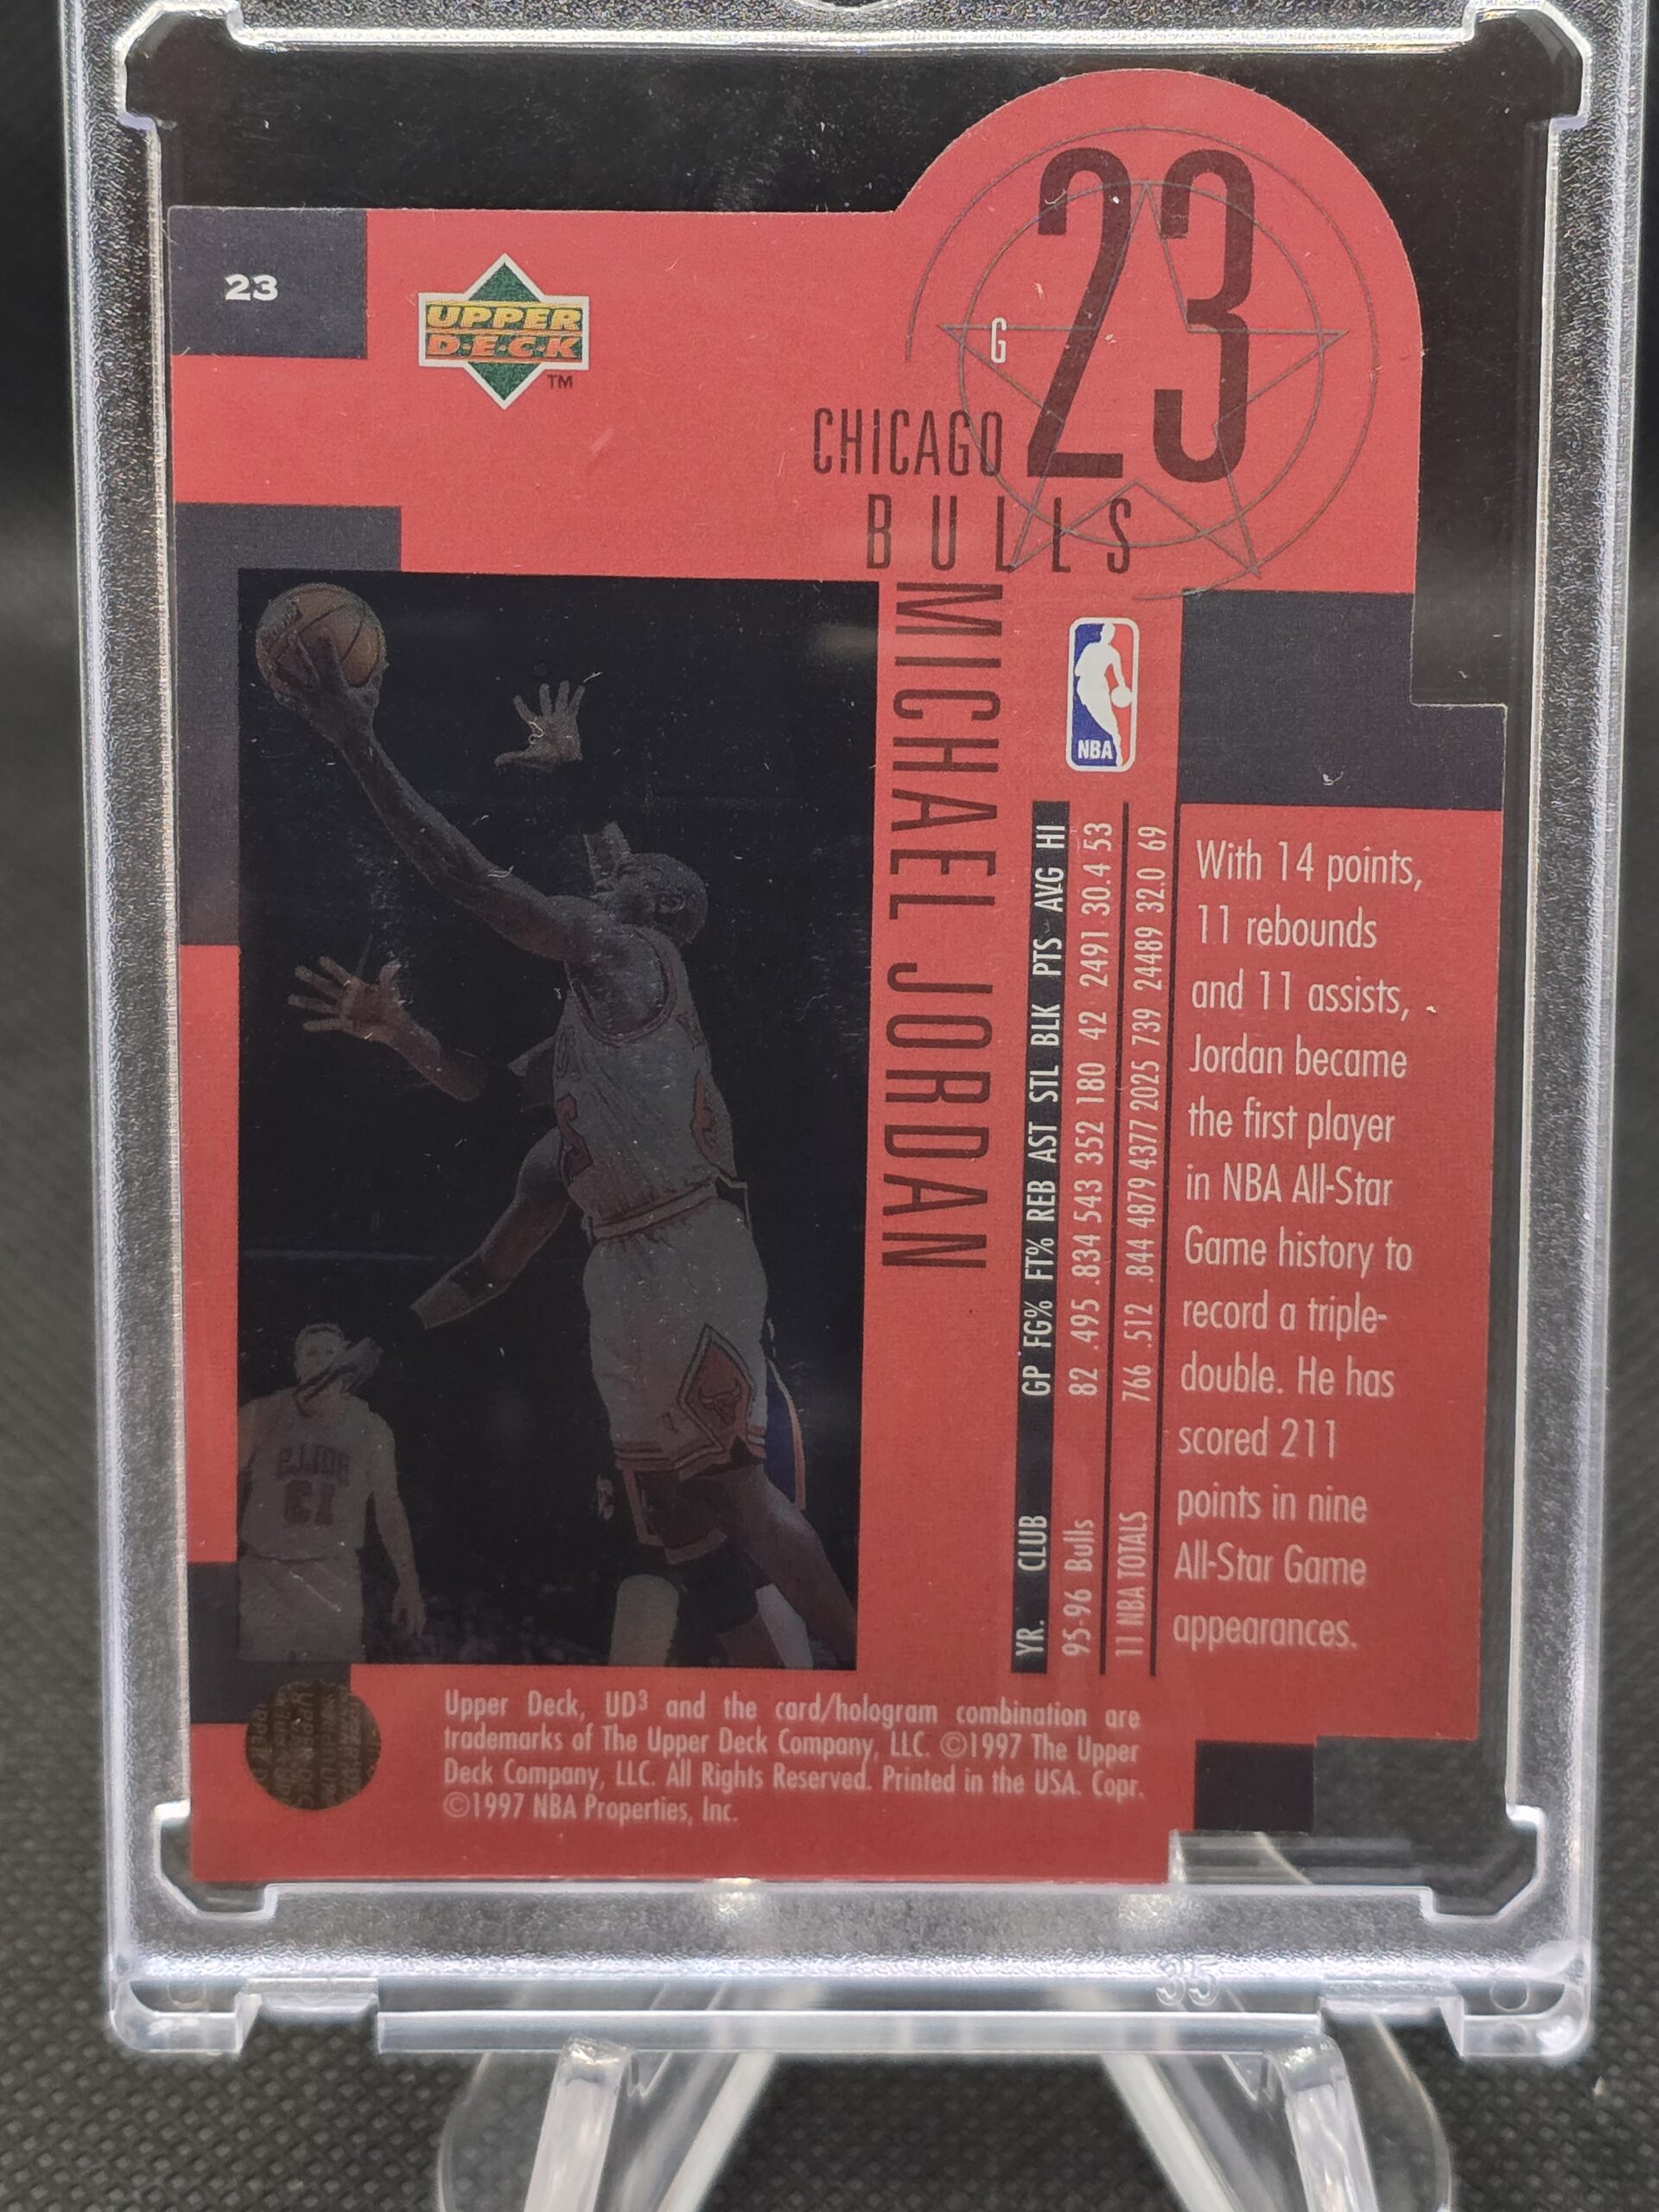 23
UPPER
D·E·C·K
TM
23
G
CHICAGO
BULLS
MICHAEL JORDAN
NBA
YR. CLUB GP FG% FT% REB AST STL BLK PTS AVG HI
95-96 Bulls 82 .495 .834 543 352 180 42 2491 30.4 53
11 NBA TOTALS 766 .512 .844 4879 4377 2025 739 24489 32.0 69
With 14 points,
11 rebounds
and 11 assists,
Jordan became
the first player
in NBA All-Star
Game history to
record a triple-
double. He has
scored 211
points in nine
All-Star Game
appearances.
Upper Deck, UD³ and the card/hologram combination are
trademarks of The Upper Deck Company, LLC. ©1997 The Upper
Deck Company, LLC. All Rights Reserved. Printed in the USA. Copr.
©1997 NBA Properties, Inc.
35